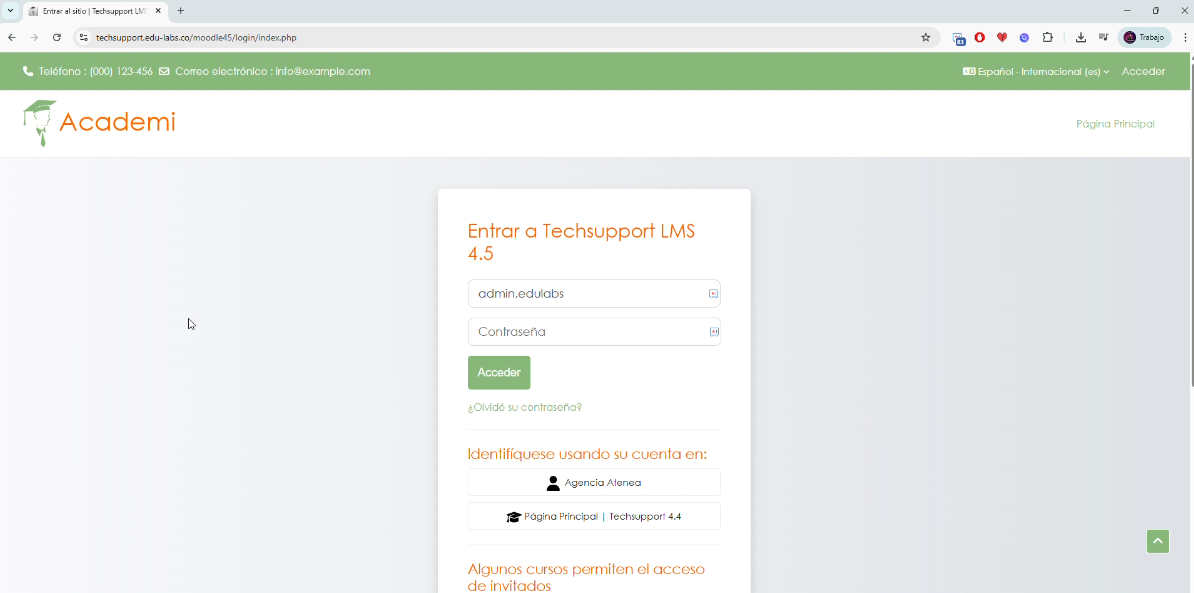 Entrar al sitio | Techsupport LM
techsupport.edu-labs.co/moodle45/login/index.php
83
Trabajo
Teléfono : (000) 123-456 Correo electrónico : info@example.com
Español - Internacional (es)
Acceder
Academi
Página Principal
Entrar a Techsupport LMS
4.5
admin.edulabs
Contraseña
Acceder
¿Olvidó su contraseña?
Identifíquese usando su cuenta en:
Agencia Atenea
Página Principal | Techsupport 4.4
Algunos cursos permiten el acceso
de invitados